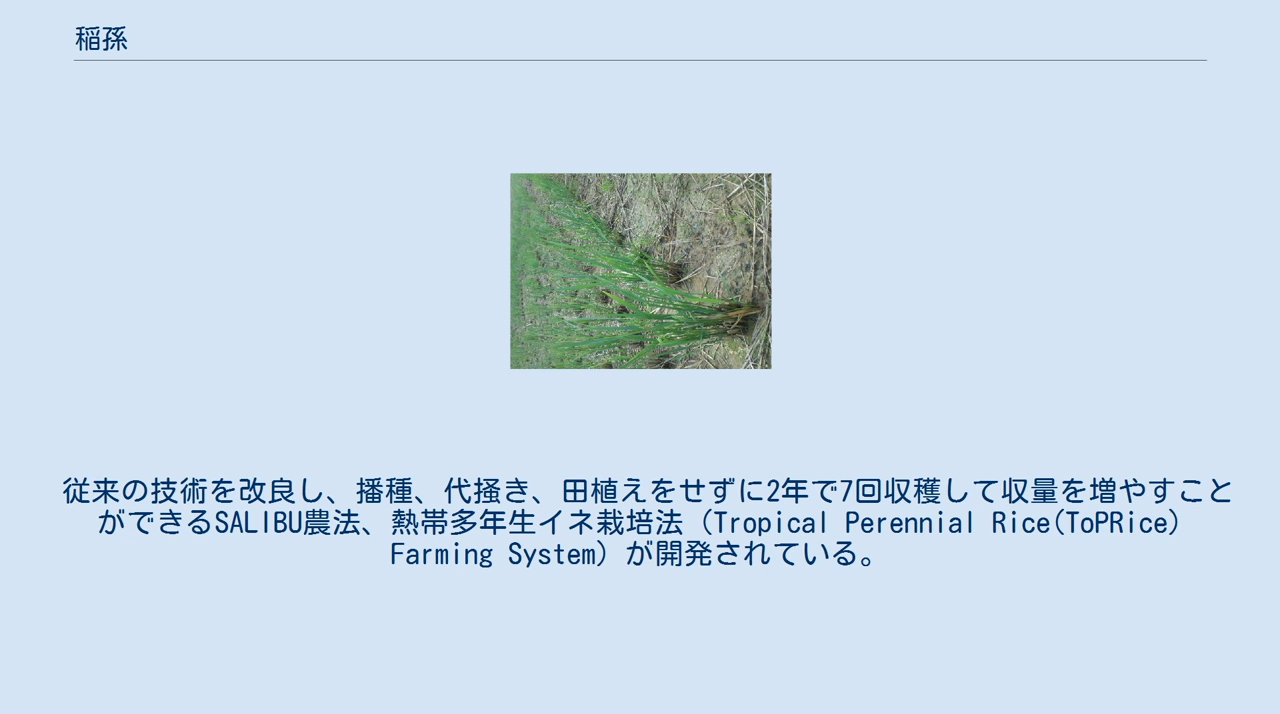 稲孫
従来の技術を改良し、播種、代掻き、田植えをせずに2年で7回収穫して収量を増やすこと
ができるSALIBU農法、熱帯多年生イネ栽培法（Tropical Perennial Rice(ToPRice)
Farming System）が開発されている。